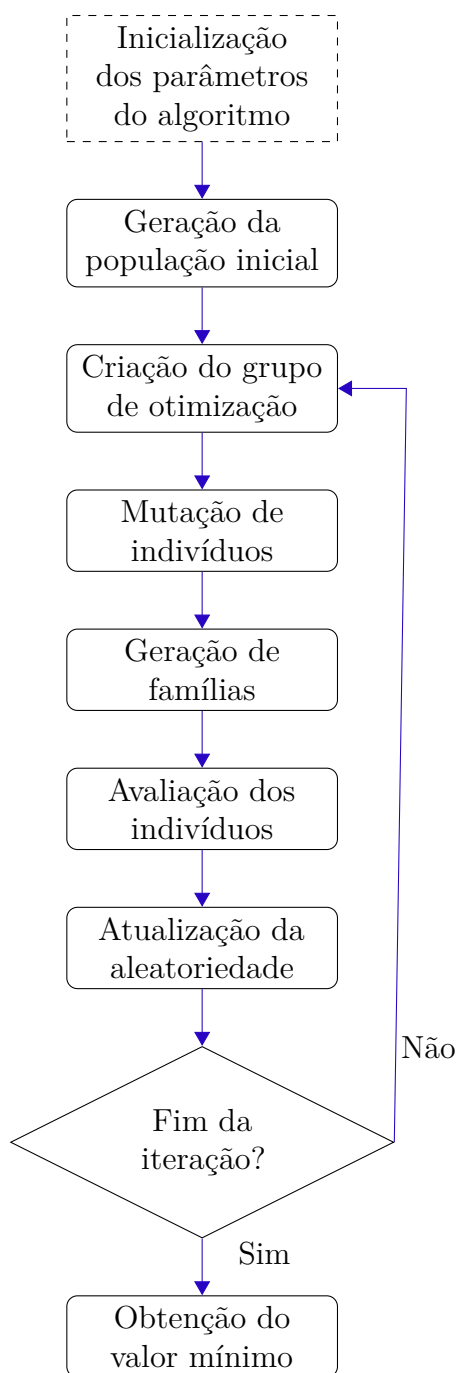 Inicialização
dos parâmetros
do algoritmo
Geração da
população inicial
Criação do grupo
de otimização
Mutação de
indivíduos
Geração de
famílias
Avaliação dos
indivíduos
Atualização da
aleatoriedade
Não
Fim da
iteração?
Sim
Obtenção do
valor mínimo